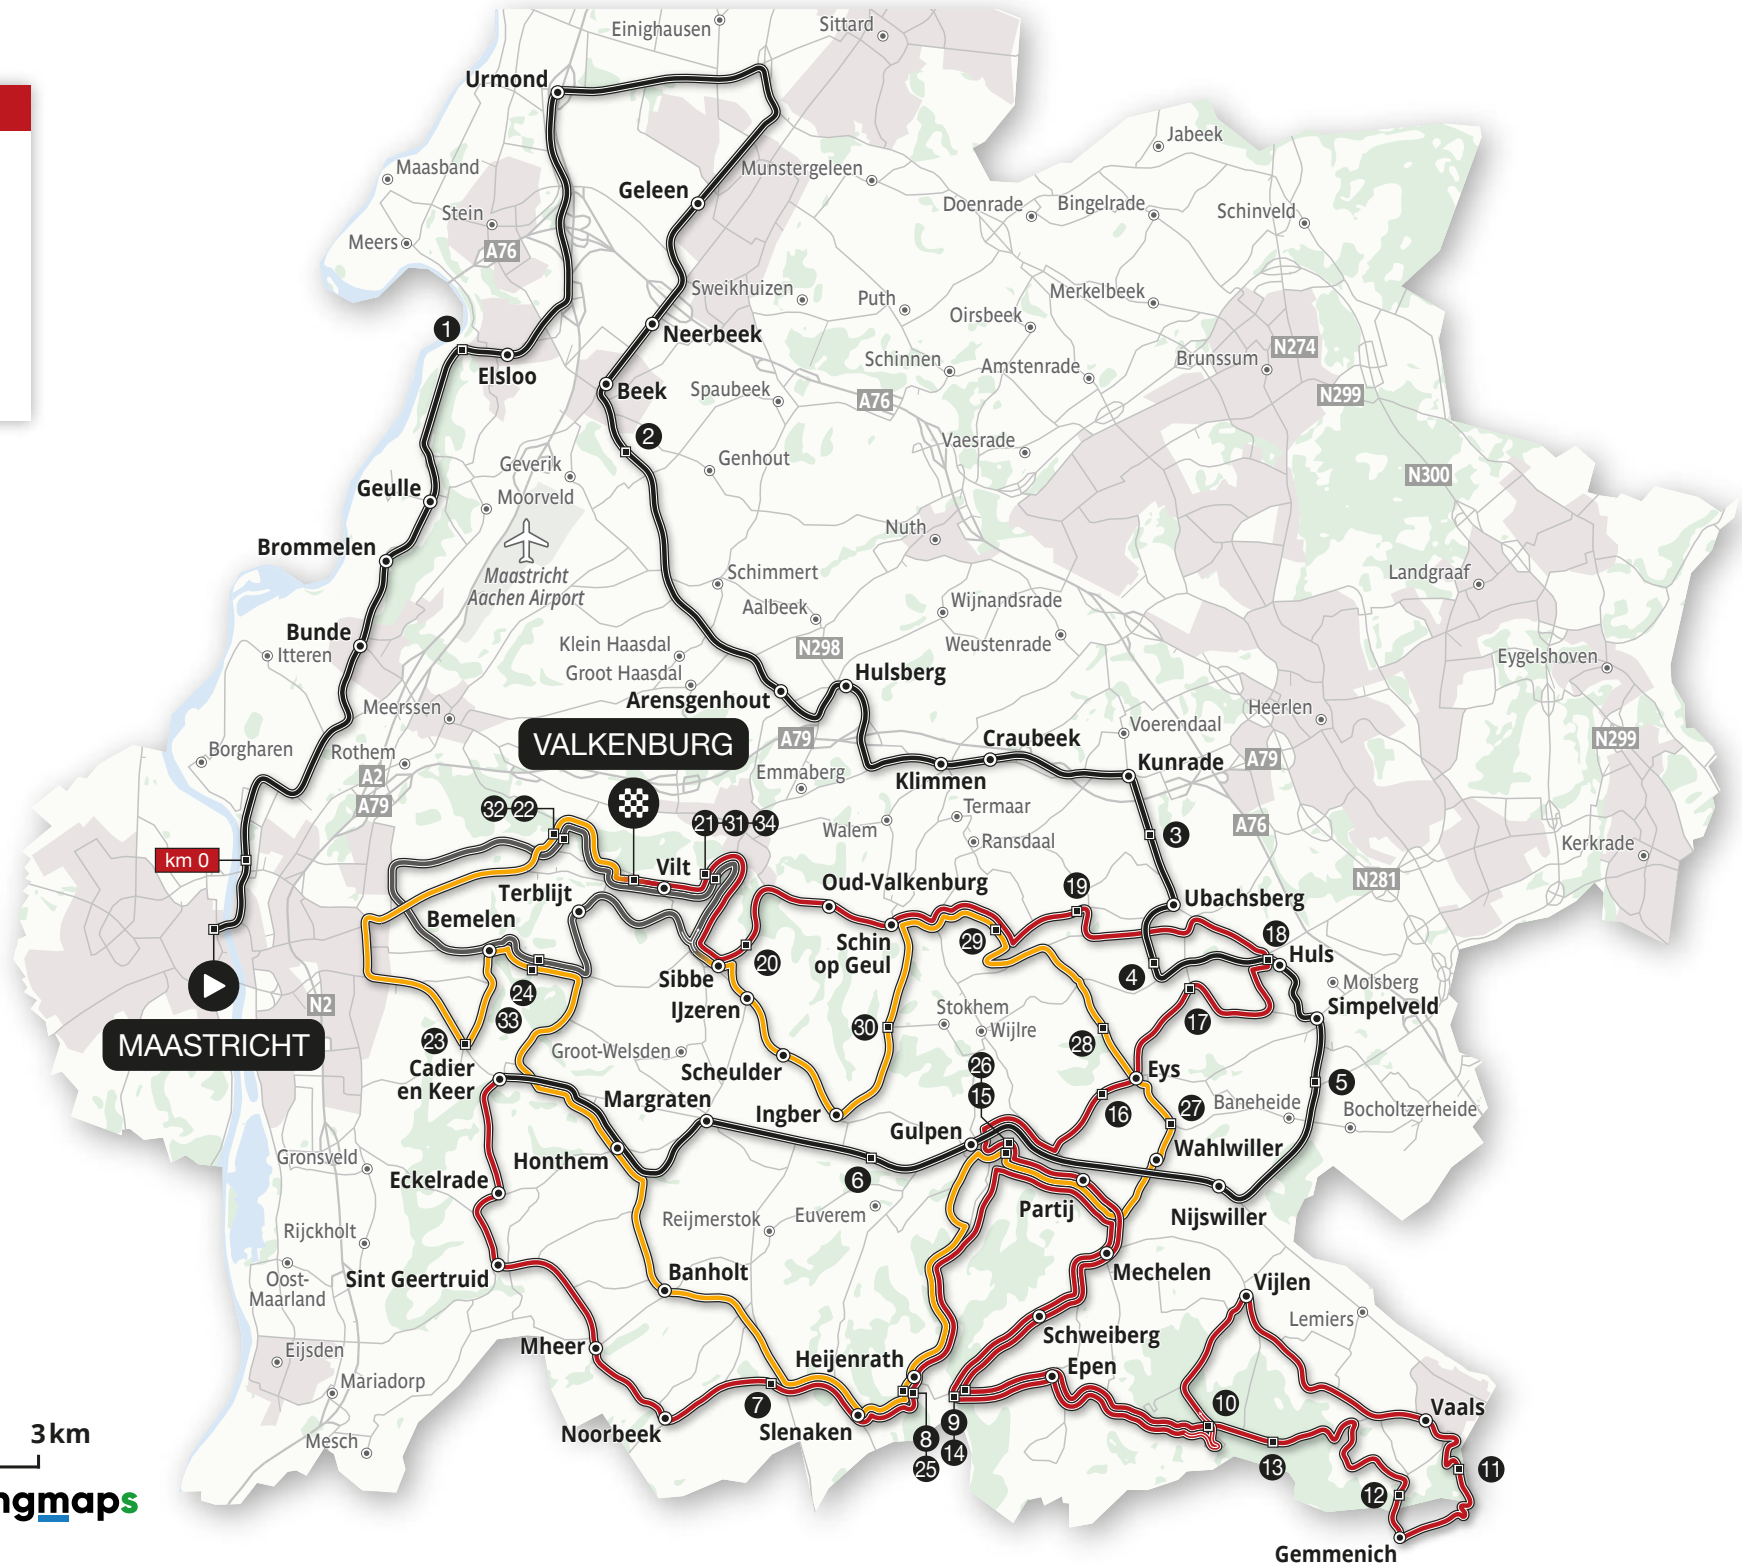 Einighausen
Sittard
Urmond
Jabeek
Maasband
Munstergeleen
Geleen
Stein
Doenrade
Bingelrade
Schinveld
Meers
A76
Sweikhuizen
Puth
Merkelbeek
Oirsbeek
1
Neerbeek
N274
Elsloo
Schinnen
Amstenrade
Brunssum
Beek
Spaubeek
A76
N299
2
Vaesrade
Geverik
Genhout
N300
Geulle
Moorveld
Nuth
Brommelen
Maastricht
Aachen Airport
Schimmert
Landgraaf
Aalbeek
Wijnandsrade
Bunde
Itteren
Klein Haasdal
N298
Weustenrade
Eygelshoven
Groot Haasdal
Hulsberg
Arensgenhout
Meerssen
Heerlen
Voerendaal
VALKENBURG
A79
Craubeek
N299
Borgharen
Rothem
Kunrade
A79
A2
Emmaberg
Klimmen
A79
32
22
21
31
34
Termaar
Walem
A76
3
Ransdaal
Kerkrade
km 0
Vilt
N281
Terblijt
Oud-Valkenburg
19
Ubachsberg
Bemelen
18
Schin
op Geul
29
Huls
20
4
Sibbe
Molsberg
24
N2
IJzeren
Stokhem
Simpelveld
33
17
30
Wijlre
MAASTRICHT
23
28
Groot-Welsden
Cadier
en Keer
26
Scheulder
Eys
5
15
Margraten
16
27
Baneheide
Bocholtzerheide
Ingber
Gulpen
Gronsveld
Honthem
Wahlwiller
6
Eckelrade
Partij
Nijswiller
Reijmerstok
Euverem
Rijckholt
Sint Geertruid
Banholt
Mechelen
Vijlen
Oost-
Maarland
Lemiers
Schweiberg
Eijsden
Mheer
Heijenrath
Epen
Mariadorp
7
10
Vaals
3 km
Noorbeek
Slenaken
9
8
14
Mesch
25
13
11
12
ngmaps
Gemmenich